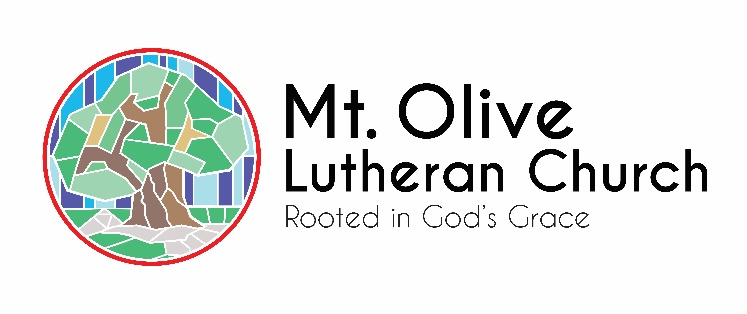 Mt. Olive
Lutheran Church
Rooted in God's Grace